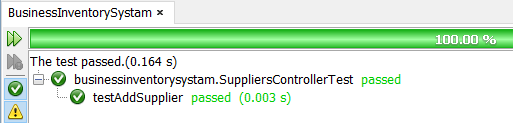 BusinessInventorySystam ×
100.00 %
The test passed.(0.164 s)
businessinventorysystam.SuppliersControllerTest passed
testAddSupplier passed (0.003 s)